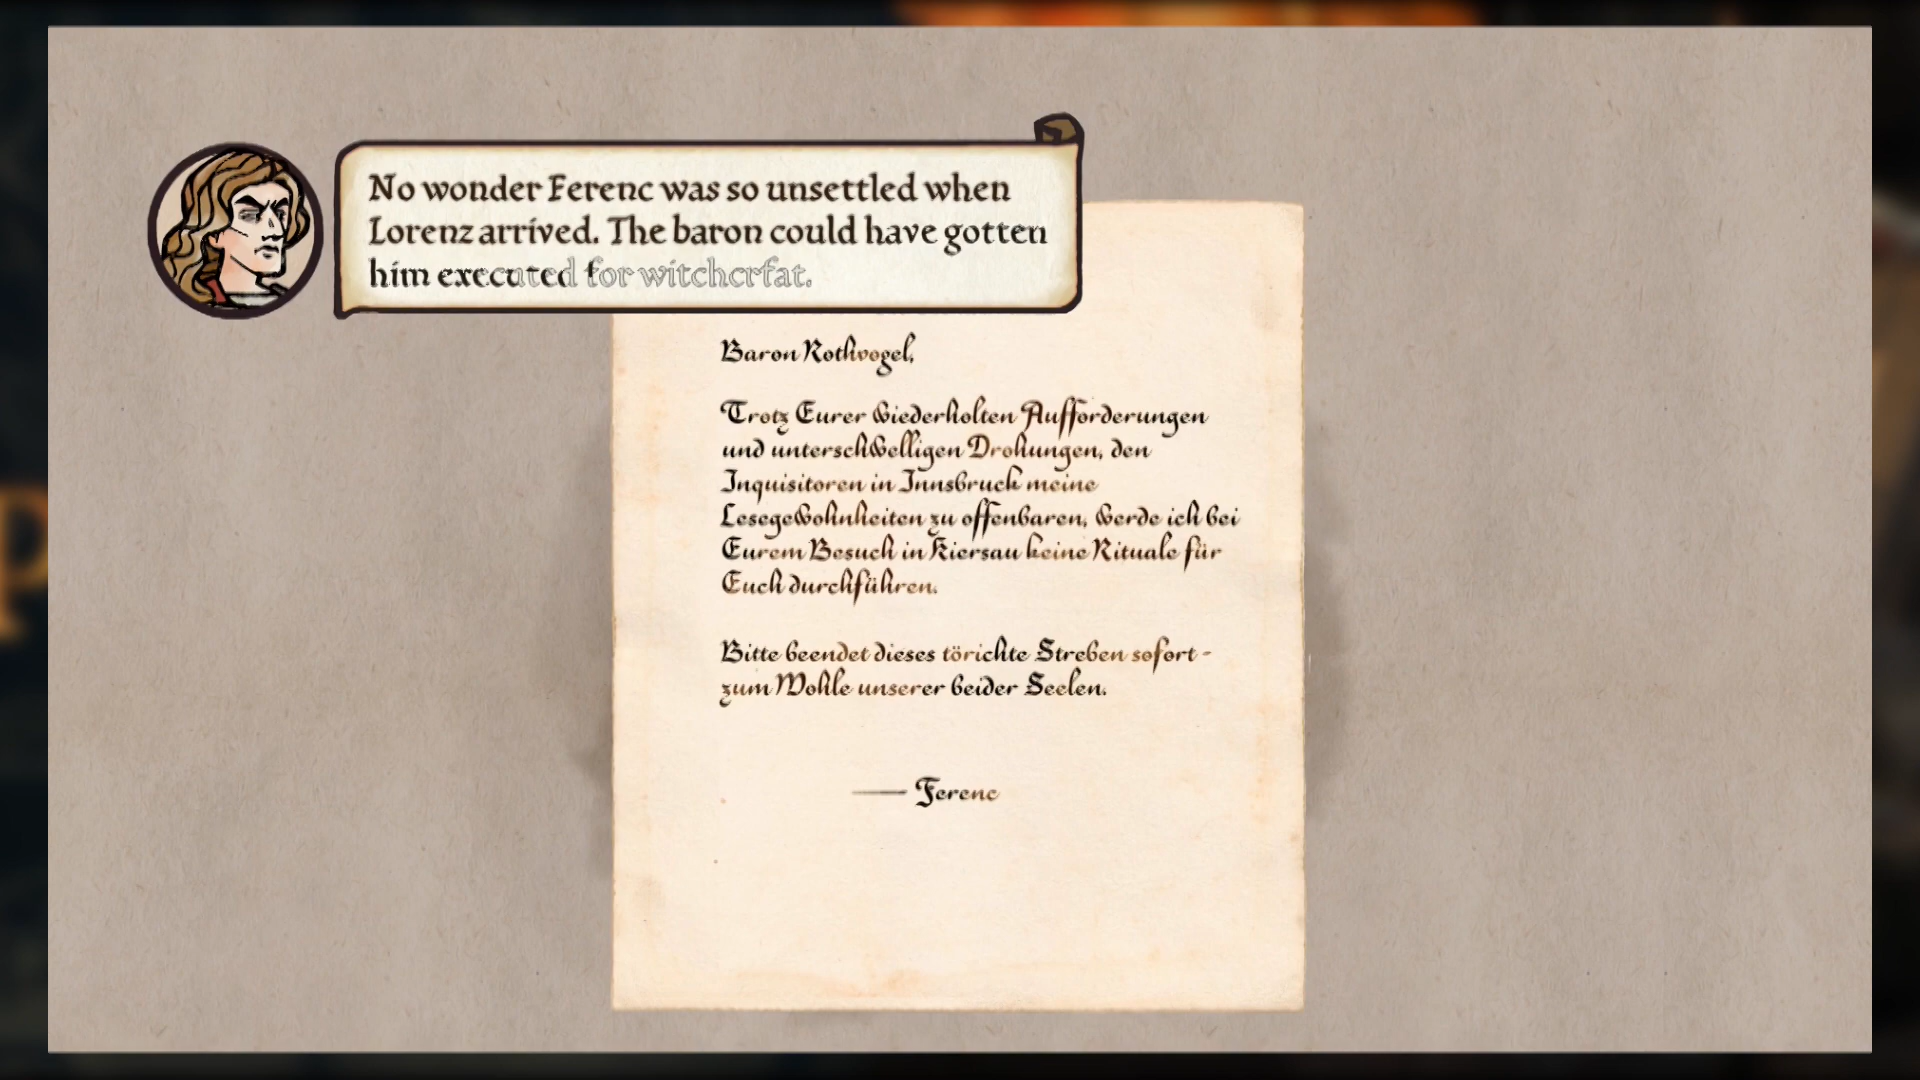 No wonder Ferenc was so unsettled when
Lorenz arrived. The baron could have gotten
him executed for witchcrfat.
Baron Rothvogel,
Trotz Eurer wiederholten Aufforderungen
und unterschwelligen Drohungen, den
Inquisitoren in Innsbruck meine
Lesegewohnheiten zu offenbaren, werde ich bei
Eurem Besuch in Kiersau keine Rituale für
Euch durchführen.
Bitte beendet dieses törichte Streben sofort -
zum Wohle unserer beider Seelen.
— Ferenc
P